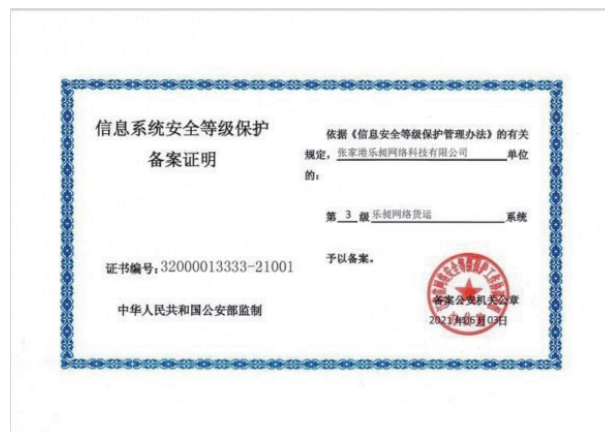 信息系统安全等级保护
备案证明
证书编号:32000013333-21001
中华人民共和国公安部监制
依据《信息安全等级保护管理办法》的有关
规定，张家港乐昶网络科技有限公司单位
的：
第 3 级 乐昶网络货运 系统
予以备案。
备案公安机关公章
2021年06月03日